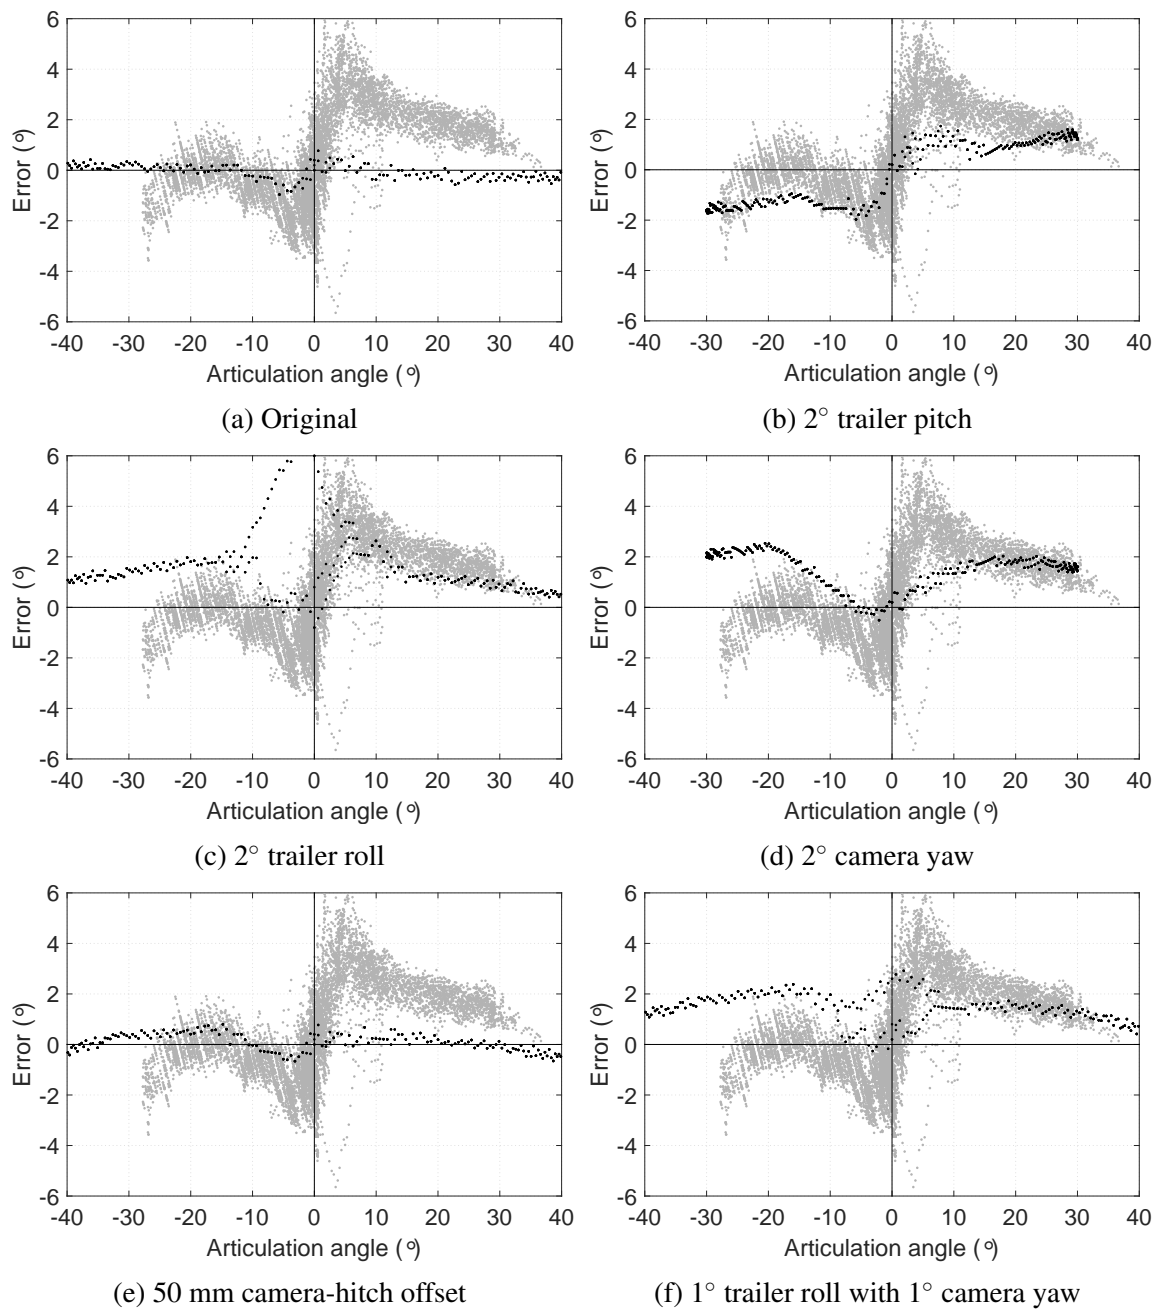 6
4
2
0
-2
-4
-6
Error (°)
-40 -30 -20 -10 0 10 20 30 40
Articulation angle (°)
(a) Original
6
4
2
0
-2
-4
-6
Error (°)
-40 -30 -20 -10 0 10 20 30 40
Articulation angle (°)
(b) 2° trailer pitch
6
4
2
0
-2
-4
-6
Error (°)
-40 -30 -20 -10 0 10 20 30 40
Articulation angle (°)
(c) 2° trailer roll
6
4
2
0
-2
-4
-6
Error (°)
-40 -30 -20 -10 0 10 20 30 40
Articulation angle (°)
(d) 2° camera yaw
6
4
2
0
-2
-4
-6
Error (°)
-40 -30 -20 -10 0 10 20 30 40
Articulation angle (°)
(e) 50 mm camera-hitch offset
6
4
2
0
-2
-4
-6
Error (°)
-40 -30 -20 -10 0 10 20 30 40
Articulation angle (°)
(f) 1° trailer roll with 1° camera yaw